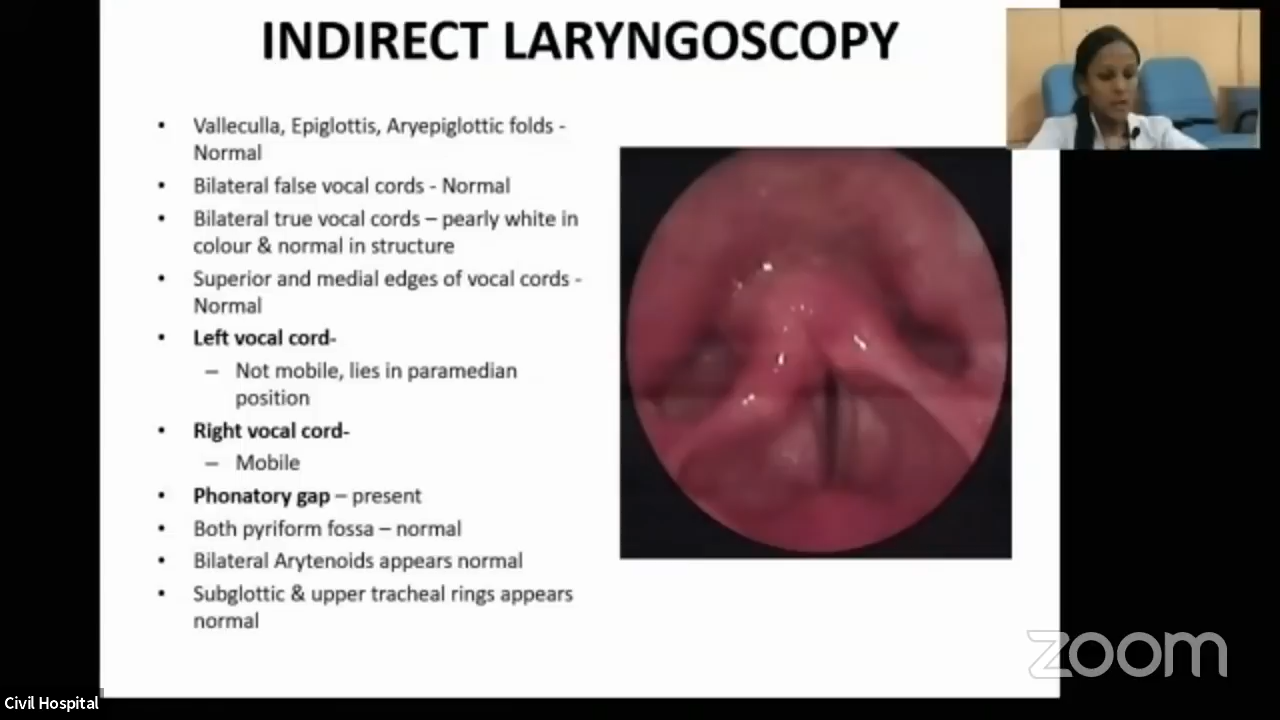 INDIRECT LARYNGOSCOPY
• Valleculla, Epiglottis, Aryepiglottic folds -
Normal
• Bilateral false vocal cords - Normal
• Bilateral true vocal cords – pearly white in
colour & normal in structure
• Superior and medial edges of vocal cords -
Normal
• Left vocal cord-
– Not mobile, lies in paramedian
position
• Right vocal cord-
– Mobile
• Phonatory gap – present
• Both pyriform fossa – normal
• Bilateral Arytenoids appears normal
• Subglottic & upper tracheal rings appears
normal
zoom
Civil Hospital